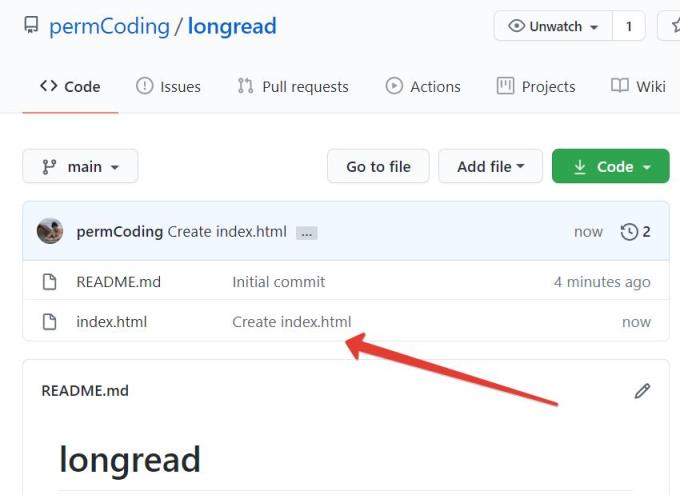 permCoding / longread
Unwatch 1
Code Issues Pull requests Actions Projects Wiki
main Go to file Add file Code
permCoding Create index.html ... now 2
README.md Initial commit 4 minutes ago
index.html Create index.html now
README.md
longread